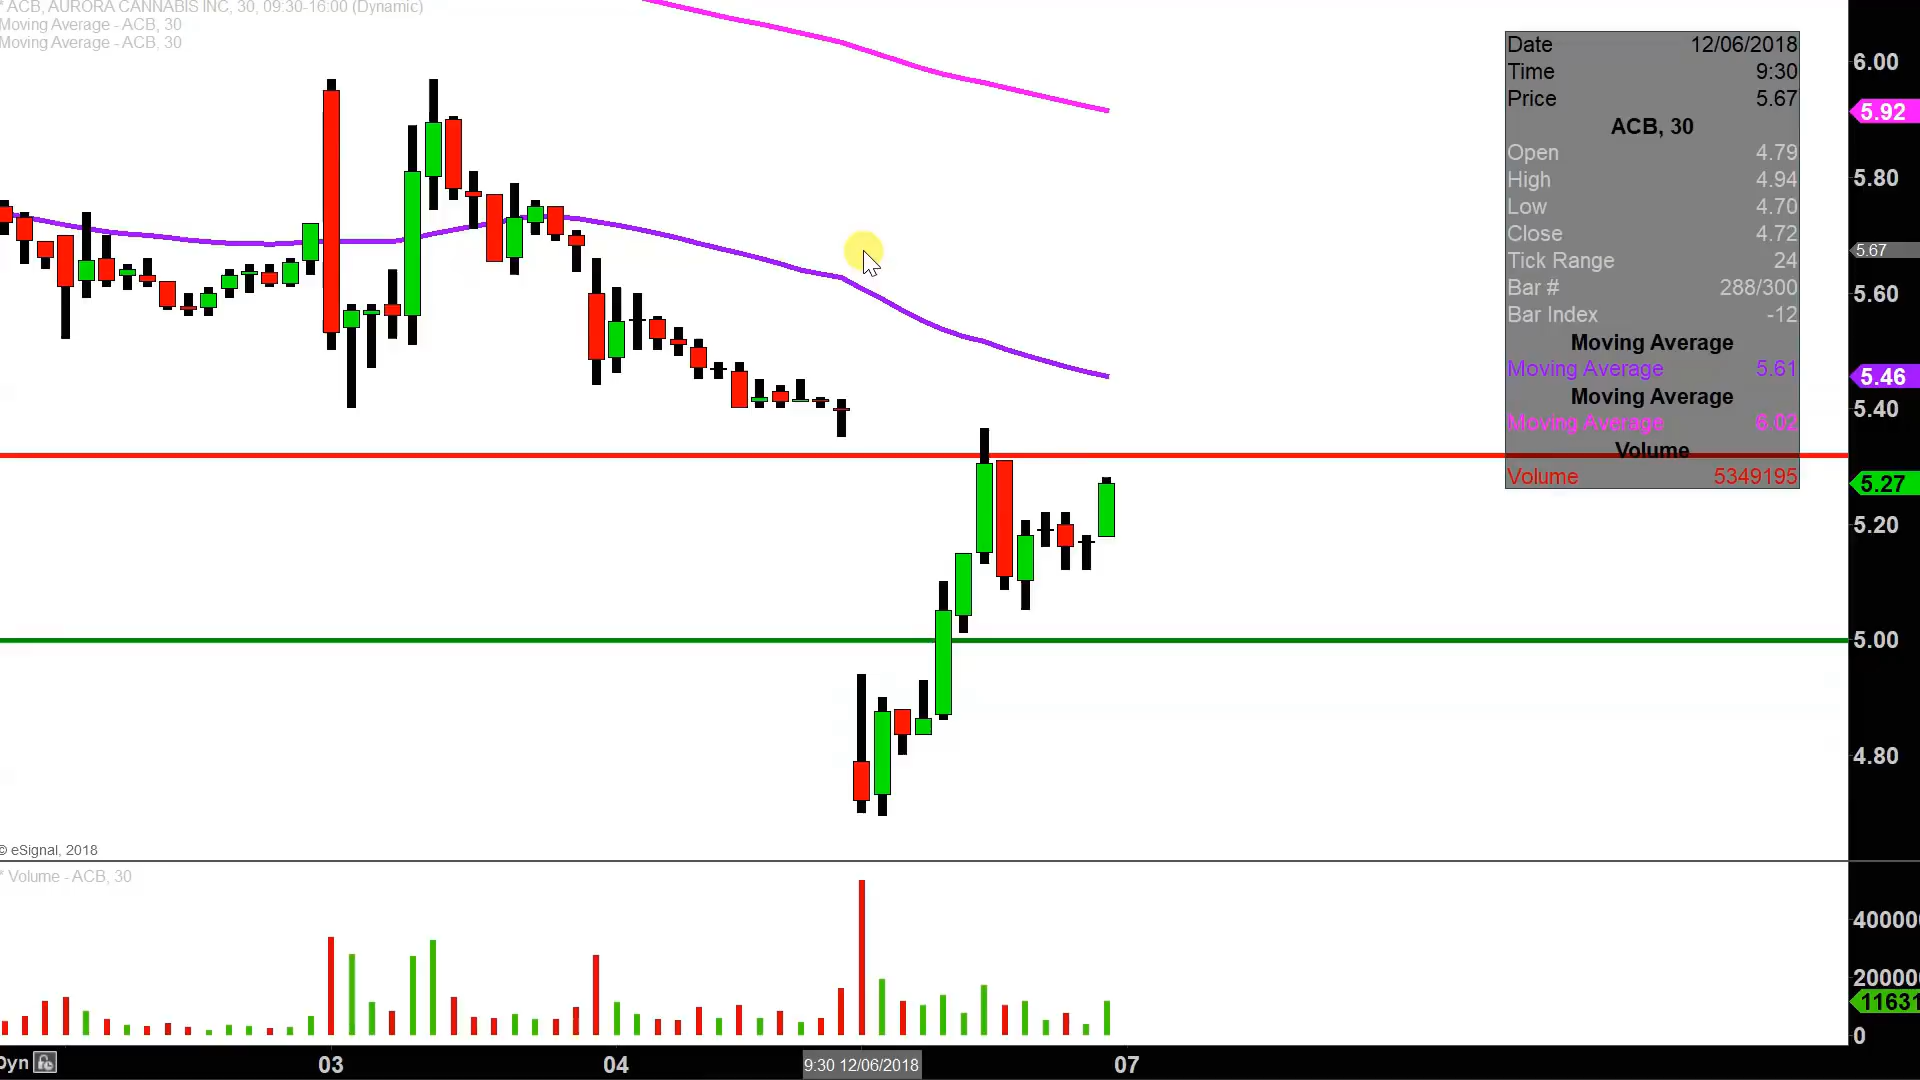 * ACB, AURORA CANNABIS INC, 30, 09:30-16:00 (Dynamic)
Moving Average - ACB, 30
Moving Average - ACB, 30
Date 12/06/2018
Time 9:30
Price 5.67
ACB, 30
Open 4.79
High 4.94
Low 4.70
Close 4.72
Tick Range 24
Bar # 288/300
Bar Index -12
Moving Average
Moving Average 5.61
Moving Average
Moving Average 6.02
Volume
Volume 5349195
6.00
5.92
5.80
5.67
5.60
5.46
5.40
5.27
5.20
5.00
4.80
© eSignal, 2018
* Volume - ACB, 30
400000
200000
11631
0
Dyn
03
04
9:30 12/06/2018
07